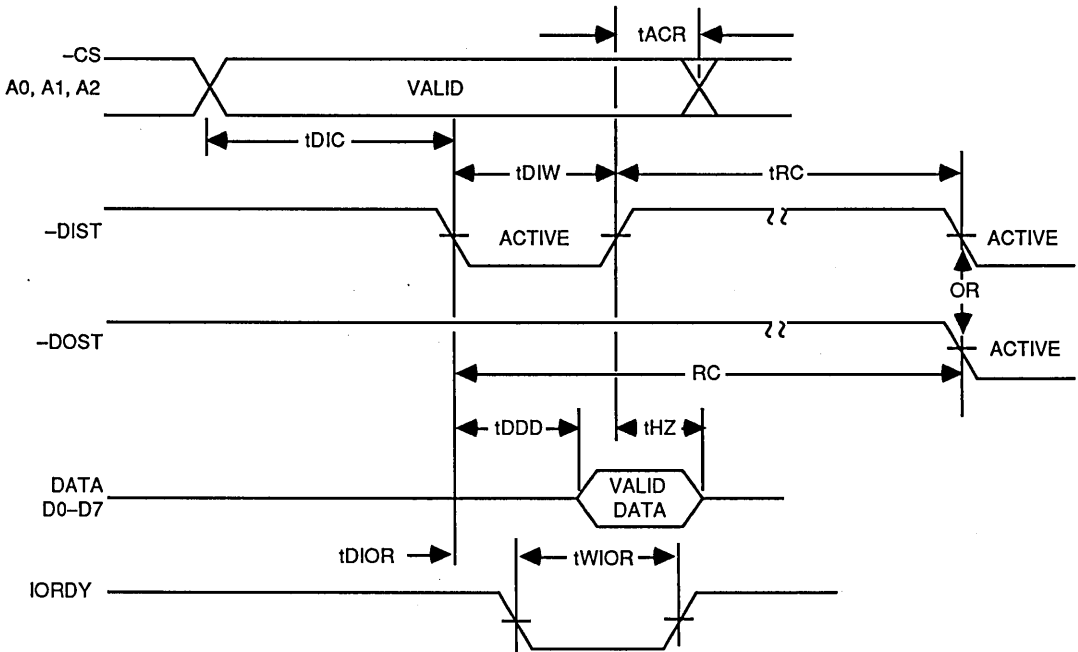 tACR
–CS
A0, A1, A2
VALID
tDIC
tDIW
tRC
–DIST
ACTIVE
ACTIVE
OR
–DOST
ACTIVE
RC
tDDD
tHZ
DATA
D0–D7
VALID
DATA
tDIOR
tWIOR
IORDY